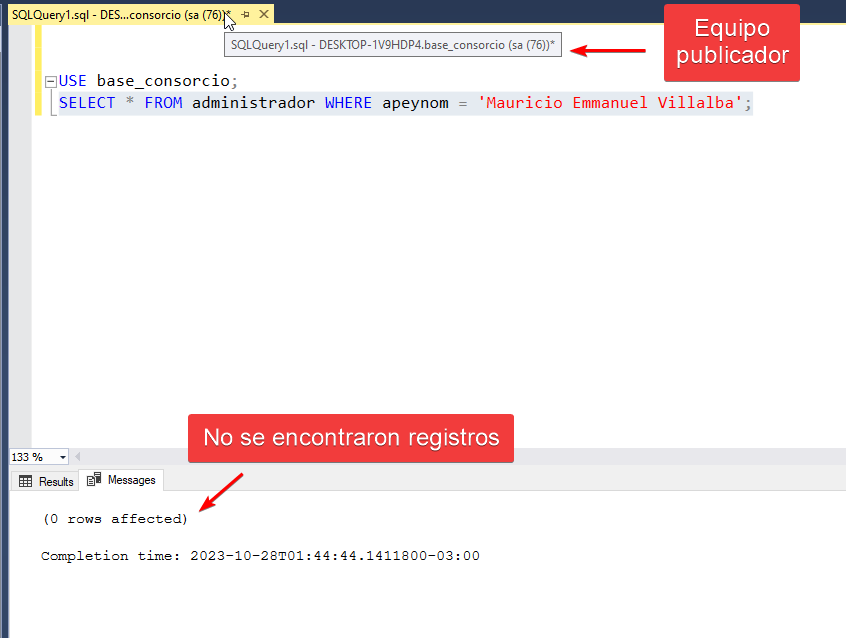 SQLQuery1.sql - DES...consorcio (sa (76))*
SQLQuery1.sql - DESKTOP-1V9HDP4.base_consorcio (sa (76))*
Equipo
publicador
USE base_consorcio;
SELECT * FROM administrador WHERE apeynom = 'Mauricio Emmanuel Villalba';
No se encontraron registros
133 %
Results
Messages
(0 rows affected)
Completion time: 2023-10-28T01:44:44.1411800-03:00